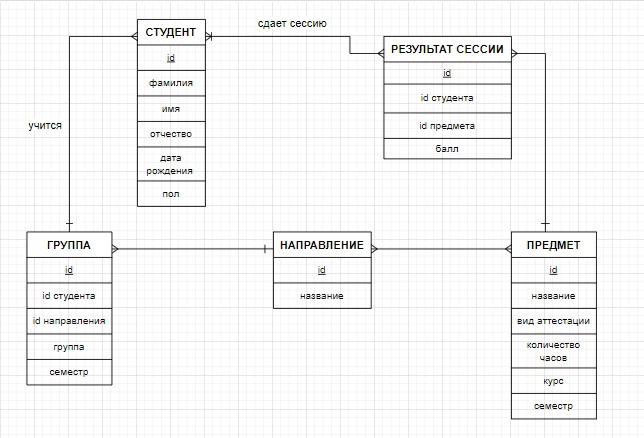 сдает сессию
СТУДЕНТ
id
фамилия
имя
отчество
дата
рождения
пол
РЕЗУЛЬТАТ СЕССИИ
id
id студента
id предмета
балл
учится
ГРУППА
id
id студента
id направления
группа
семестр
НАПРАВЛЕНИЕ
id
название
ПРЕДМЕТ
id
название
вид аттестации
количество
часов
курс
семестр